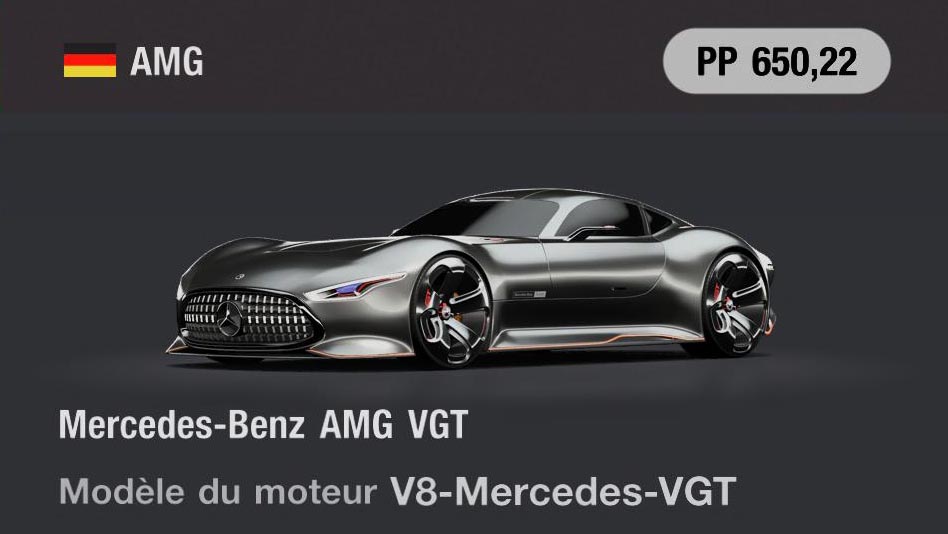 AMG
PP 650,22
Mercedes-Benz AMG VGT
Modèle du moteur V8-Mercedes-VGT